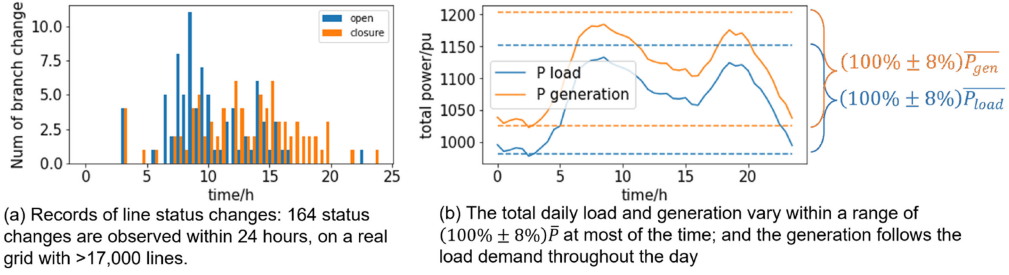 open
closure
Num of branch change
10.0
7.5
5.0
2.5
0.0
0 5 10 15 20 25
time/h
(a) Records of line status changes: 164 status
changes are observed within 24 hours, on a real
grid with >17,000 lines.
total power/pu
1200
1150
1100
1050
1000
P load
P generation
0 5 10 15 20
time/h
(100% ± 8%)\overline{P_{gen}}
(100% ± 8%)\overline{P_{load}}
(b) The total daily load and generation vary within a range of
(100% ± 8%)P̄ at most of the time; and the generation follows the
load demand throughout the day